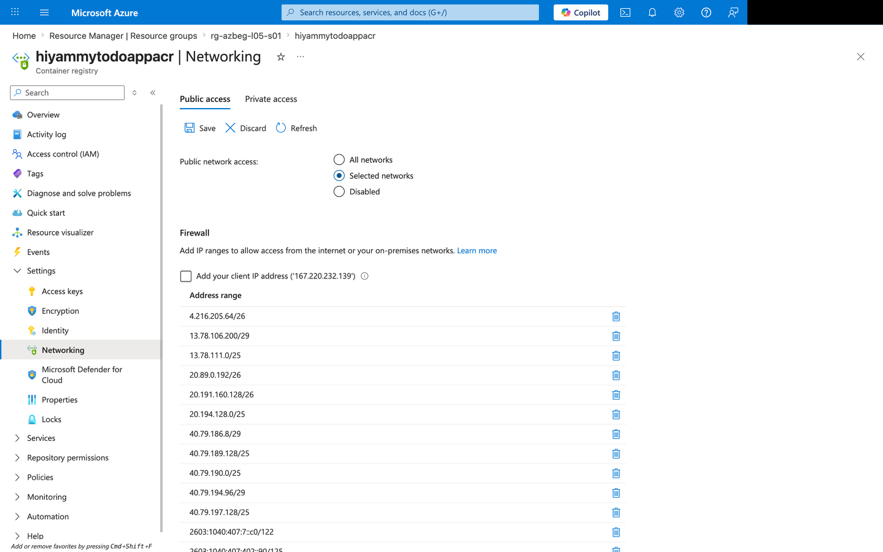 Microsoft Azure
Search resources, services, and docs (G+/)
Copilot
Home > Resource Manager | Resource groups > rg-azbeg-l05-s01 > hiyammytodoappacr
hiyammytodoappacr | Networking
Container registry
Search
Overview
Activity log
Access control (IAM)
Tags
Diagnose and solve problems
Quick start
Resource visualizer
Events
Settings
Access keys
Encryption
Identity
Networking
Microsoft Defender for
Cloud
Properties
Locks
Services
Repository permissions
Policies
Monitoring
Automation
Help
Add or remove favorites by pressing Cmd+Shift+F
Public access
Private access
Save
Discard
Refresh
Public network access:
All networks
Selected networks
Disabled
Firewall
Add IP ranges to allow access from the internet or your on-premises networks. Learn more
Add your client IP address ('167.220.232.139')
Address range
4.216.205.64/26
13.78.106.200/29
13.78.111.0/25
20.89.0.192/26
20.191.160.128/26
20.194.128.0/25
40.79.186.8/29
40.79.189.128/25
40.79.190.0/25
40.79.194.96/29
40.79.197.128/25
2603:1040:407:7::c0/122
2603:1040:407:402::90/125